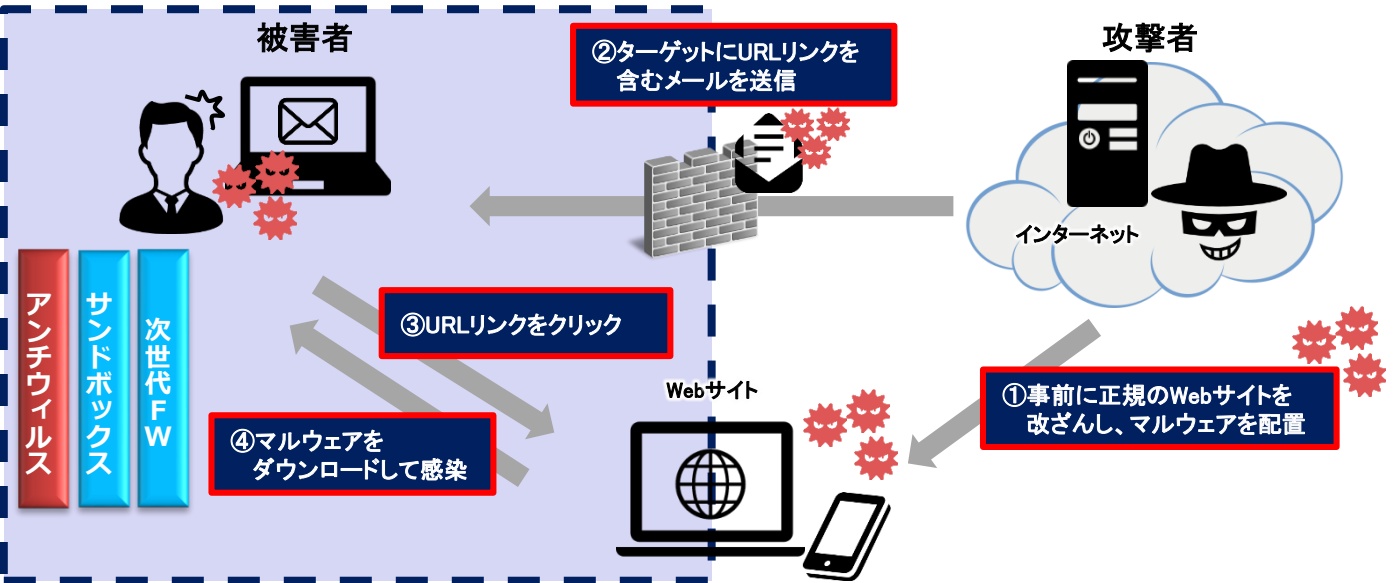 被害者
②ターゲットにURLリンクを
含むメールを送信
攻撃者
インターネット
アンチウィルス
サンドボックス
次世代FW
③URLリンクをクリック
Webサイト
①事前に正規のWebサイトを
改ざんし、マルウェアを配置
④マルウェアを
ダウンロードして感染